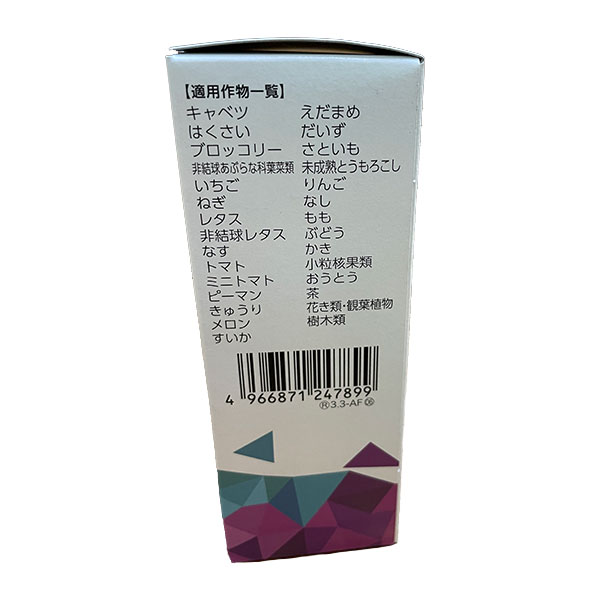 【適用作物一覧】
キャベツ
はくさい
ブロッコリー
非結球あぶらな科葉菜類
いちご
ねぎ
レタス
非結球レタス
なす
トマト
ミニトマト
ピーマン
きゅうり
メロン
すいか
えだまめ
だいず
さといも
未成熟とうもろこし
りんご
なし
もも
ぶどう
かき
小粒核果類
おうとう
茶
花き類・観葉植物
樹木類
4 966871 247899
Ⓡ3.3-AF